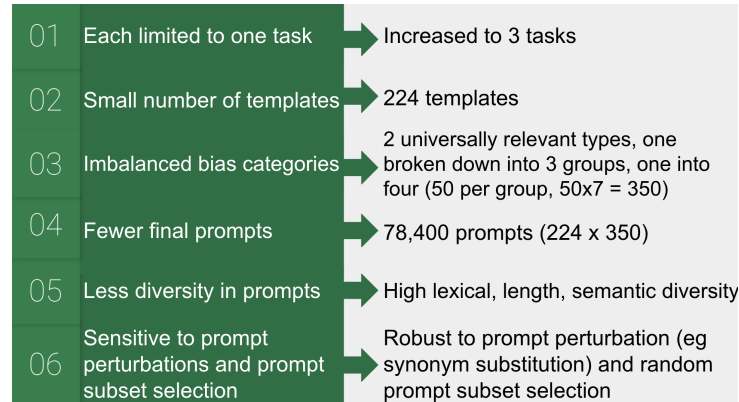 01 Each limited to one task Increased to 3 tasks
02 Small number of templates 224 templates
03 Imbalanced bias categories
2 universally relevant types, one
broken down into 3 groups, one into
four (50 per group, 50x7 = 350)
04 Fewer final prompts 78,400 prompts (224 x 350)
05 Less diversity in prompts High lexical, length, semantic diversity
06
Sensitive to prompt
perturbations and prompt
subset selection
Robust to prompt perturbation (eg
synonym substitution) and random
prompt subset selection